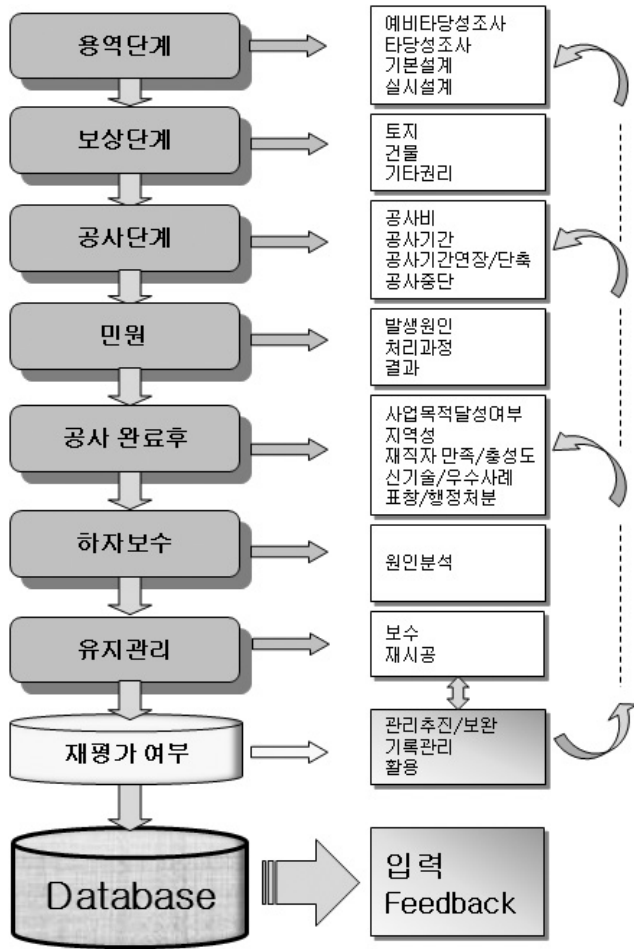 용역단계
예비타당성조사
타당성조사
기본설계
실시설계
보상단계
토지
건물
기타권리
공사단계
공사비
공사기간
공사기간연장/단축
공사중단
민원
발생원인
처리과정
결과
공사 완료후
사업목적달성여부
지역성
재직자 만족/충성도
신기술/우수사례
표창/행정처분
하자보수
원인분석
유지관리
보수
재시공
재평가 여부
관리추진/보완
기록관리
활용
Database
입력
Feedback